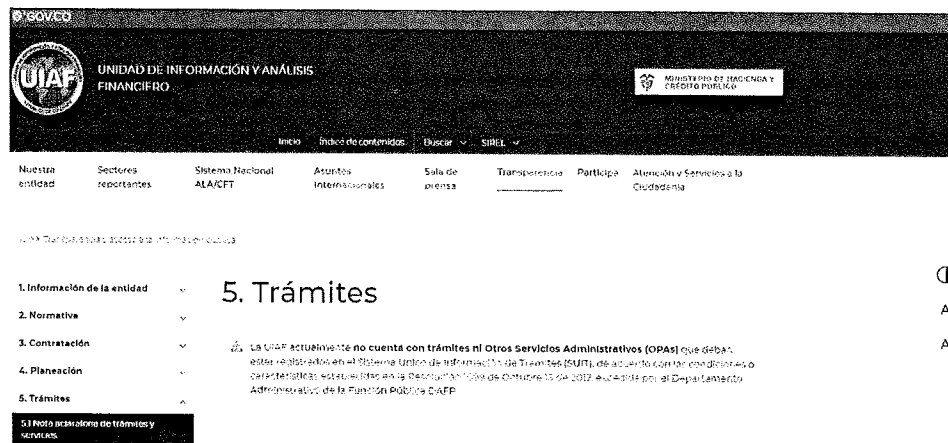 GOV.CO
UIAF
UNIDAD DE INFORMACIÓN Y ANÁLISIS
FINANCIERO
MINISTERIO DE HACIENDA Y
CRÉDITO PÚBLICO
Inicio Índice de contenidos Buscar SIREL
Nuestra entidad Sectores reportantes Sistema Nacional ALA/CFT Asuntos Internacionales Sala de prensa Transparencia Participa Atención y Servicios a la Ciudadanía
1. Información de la entidad
2. Normativa
3. Contratación
4. Planeación
5. Trámites
5.1 Nota aclaratoria de trámites y
servicios
5. Trámites
La UIAF actualmente no cuenta con trámites ni Otros Servicios Administrativos (OPAs) que deban
estar registrados en el Sistema Único de Información de Trámites (SUIT), de acuerdo con las condiciones o
características establecidas en la Resolución 1099 de Octubre 13 de 2017, expedida por el Departamento
Administrativo de la Función Pública DAFP
A
A